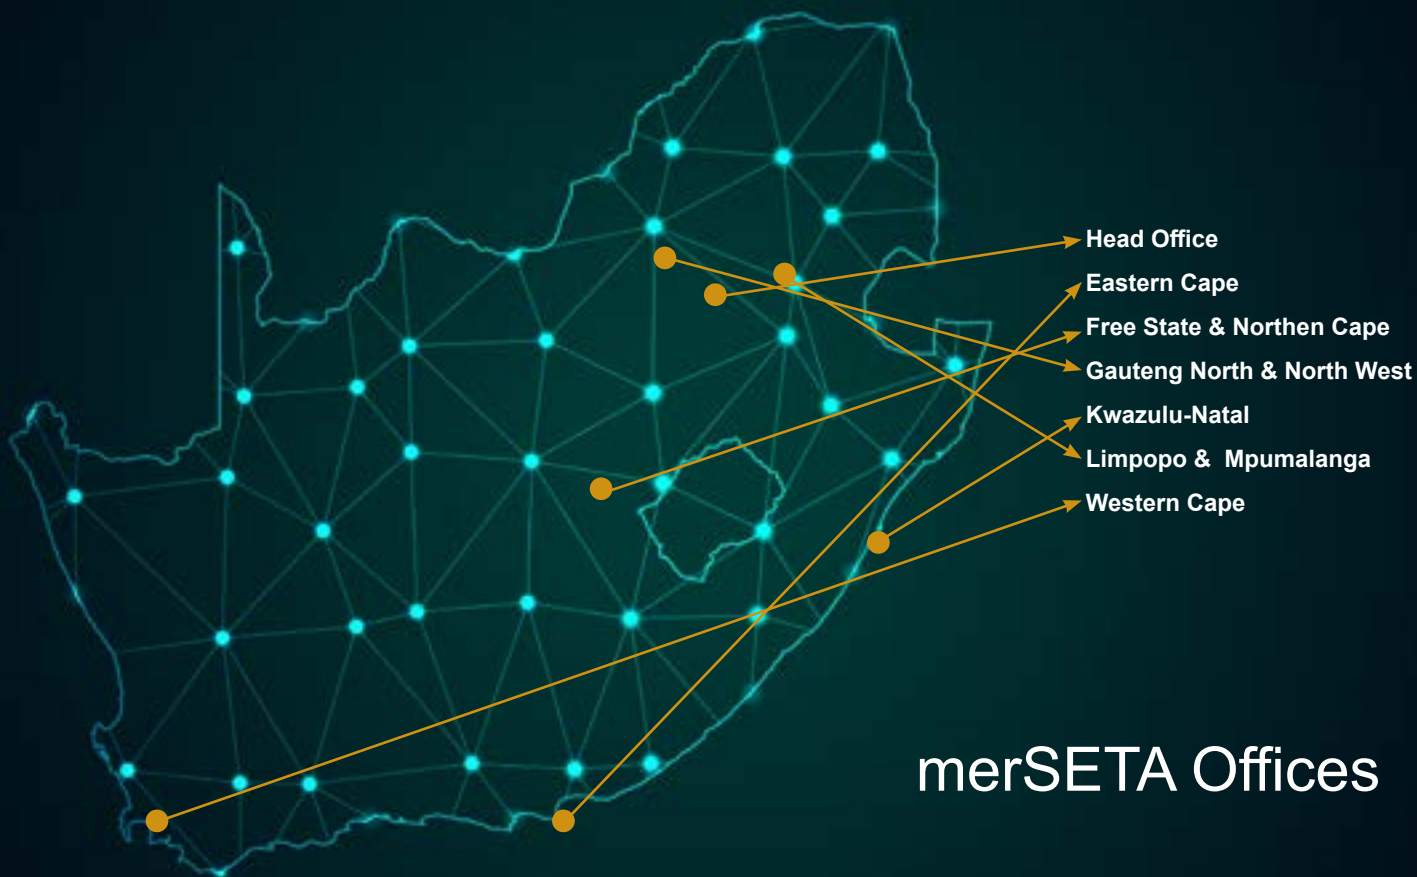 Head Office
Eastern Cape
Free State & Northen Cape
Gauteng North & North West
Kwazulu-Natal
Limpopo &  Mpumalanga
Western Cape
merSETA Offices